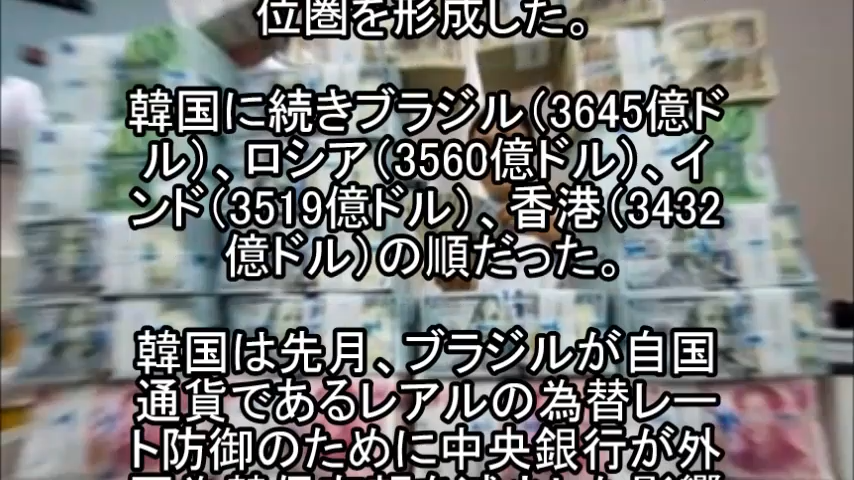 位圏を形成した。
韓国に続きブラジル（3645億ド
ル）、ロシア（3560億ドル）、イ
ンド（3519億ドル）、香港（3432
億ドル）の順だった。
韓国は先月、ブラジルが自国
通貨であるレアルの為替レー
ト防御のために中央銀行が外